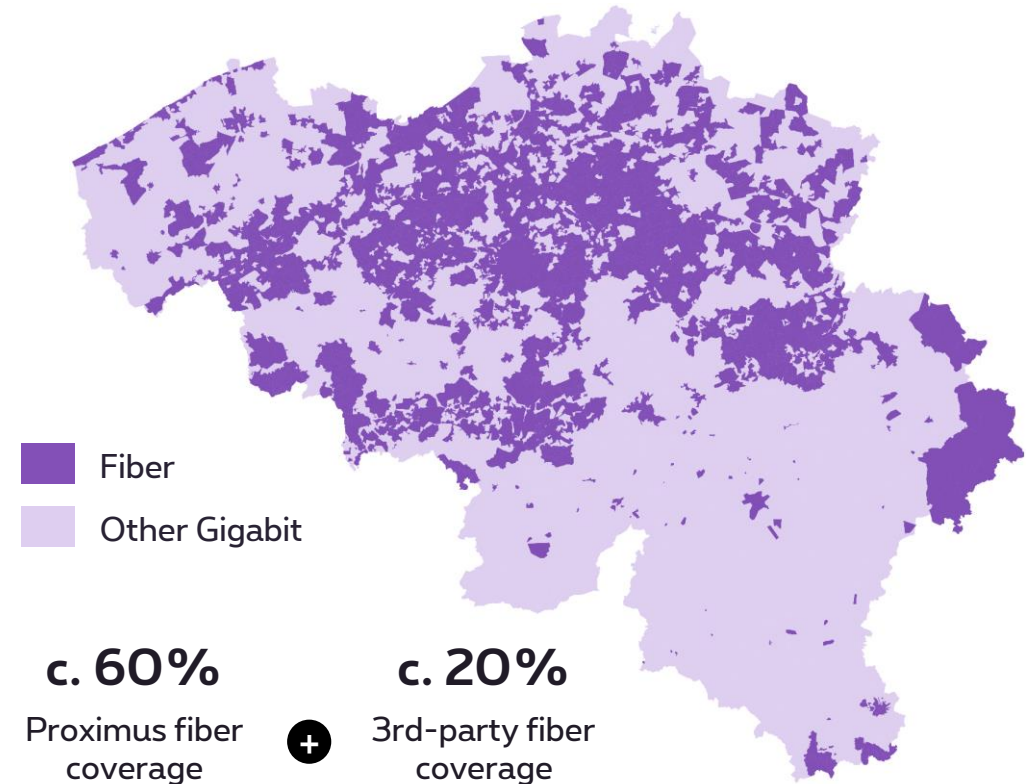 Fiber
Other Gigabit
c. 60%
Proximus fiber
coverage
+
c. 20%
3rd-party fiber
coverage